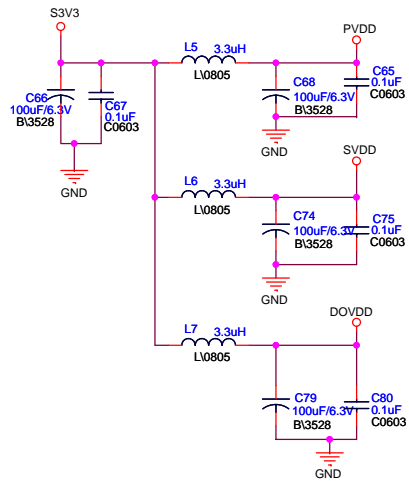 S3V3
L5 3.3uH
L\0805
PVDD
C66
100uF/6.3V
B\3528
C67
0.1uF
C0603
C68
100uF/6.3V
B\3528
C65
0.1uF
C0603
GND
GND
SVDD
L6 3.3uH
L\0805
C74
100uF/6.3V
B\3528
C75
0.1uF
C0603
GND
DOVDD
L7 3.3uH
L\0805
C79
100uF/6.3V
B\3528
C80
0.1uF
C0603
GND